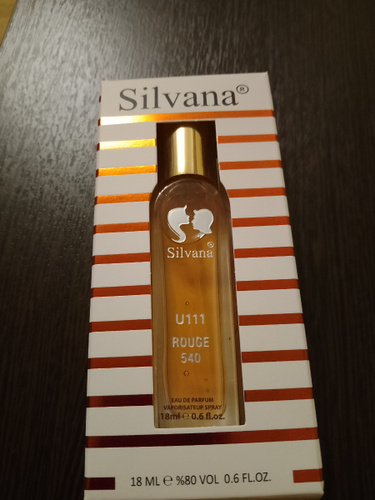 Silvana®
Silvana®
U111
ROUGE
540
EAU DE PARFUM
VAPORISATEUR SPRAY
18ml ℮ 0.6 fl.oz.
18 ML ℮ %80 VOL 0.6 FL.OZ.